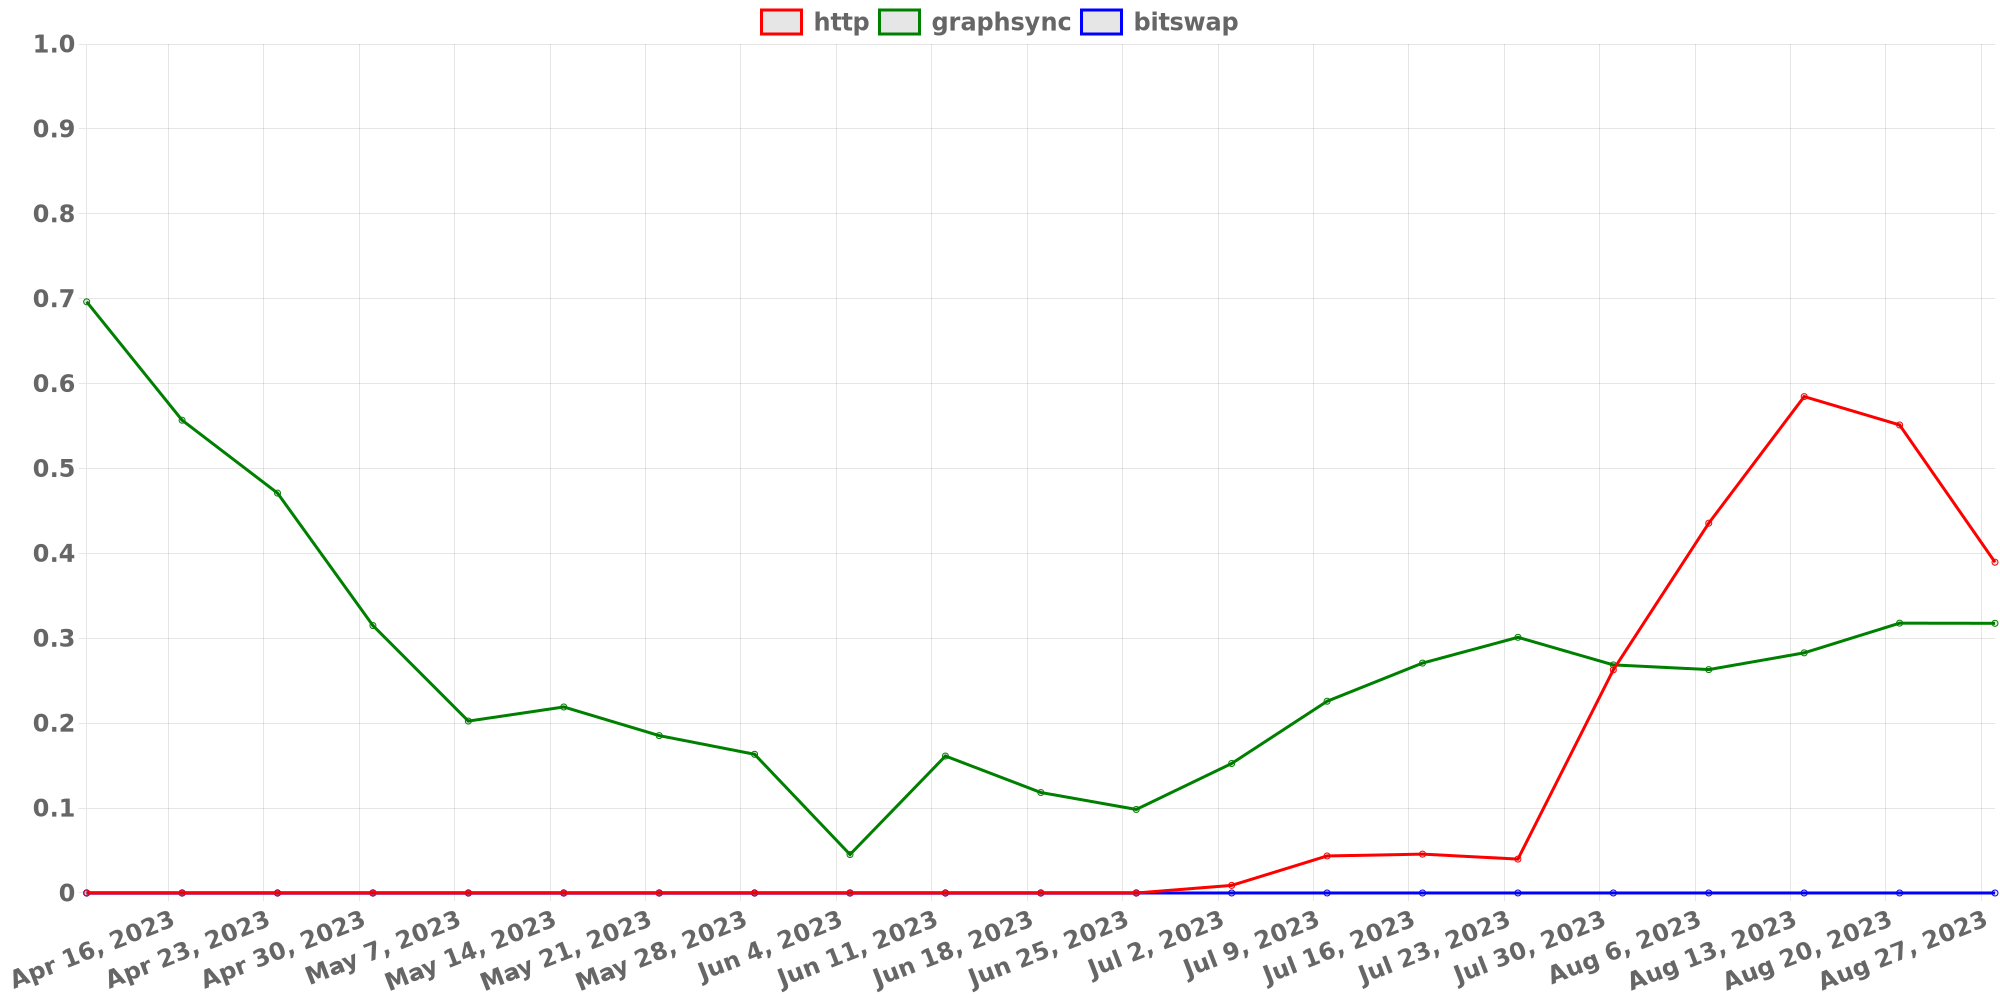 http graphsync bitswap
1.0
0.9
0.8
0.7
0.6
0.5
0.4
0.3
0.2
0.1
0
Apr 16, 2023
Apr 23, 2023
Apr 30, 2023
May 7, 2023
May 14, 2023
May 21, 2023
May 28, 2023
Jun 4, 2023
Jun 11, 2023
Jun 18, 2023
Jun 25, 2023
Jul 2, 2023
Jul 9, 2023
Jul 16, 2023
Jul 23, 2023
Jul 30, 2023
Aug 6, 2023
Aug 13, 2023
Aug 20, 2023
Aug 27, 2023